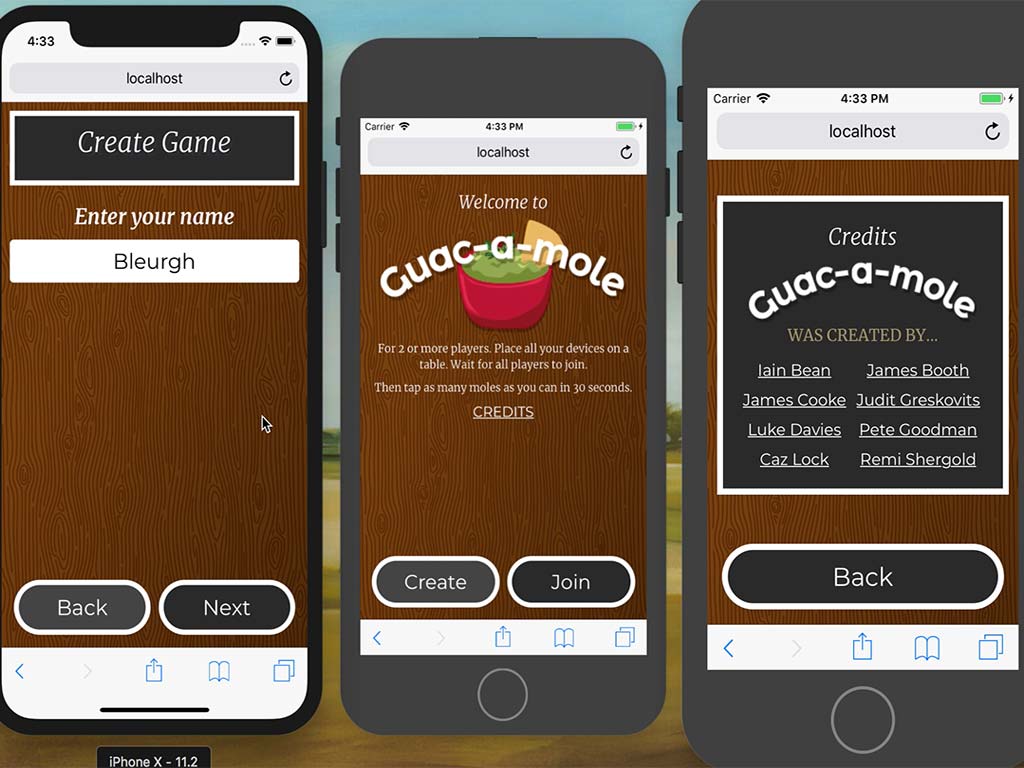 4:33
localhost
Create Game
Enter your name
Bleurgh
Back
Next
iPhone X - 11.2
Carrier
4:33 PM
localhost
Welcome to
Guac-a-mole
For 2 or more players. Place all your devices on a
table. Wait for all players to join.
Then tap as many moles as you can in 30 seconds.
CREDITS
Create
Join
Carrier
4:33 PM
localhost
Credits
Guac-a-mole
WAS CREATED BY...
Iain Bean
James Booth
James Cooke
Judit Greskovits
Luke Davies
Pete Goodman
Caz Lock
Remi Shergold
Back